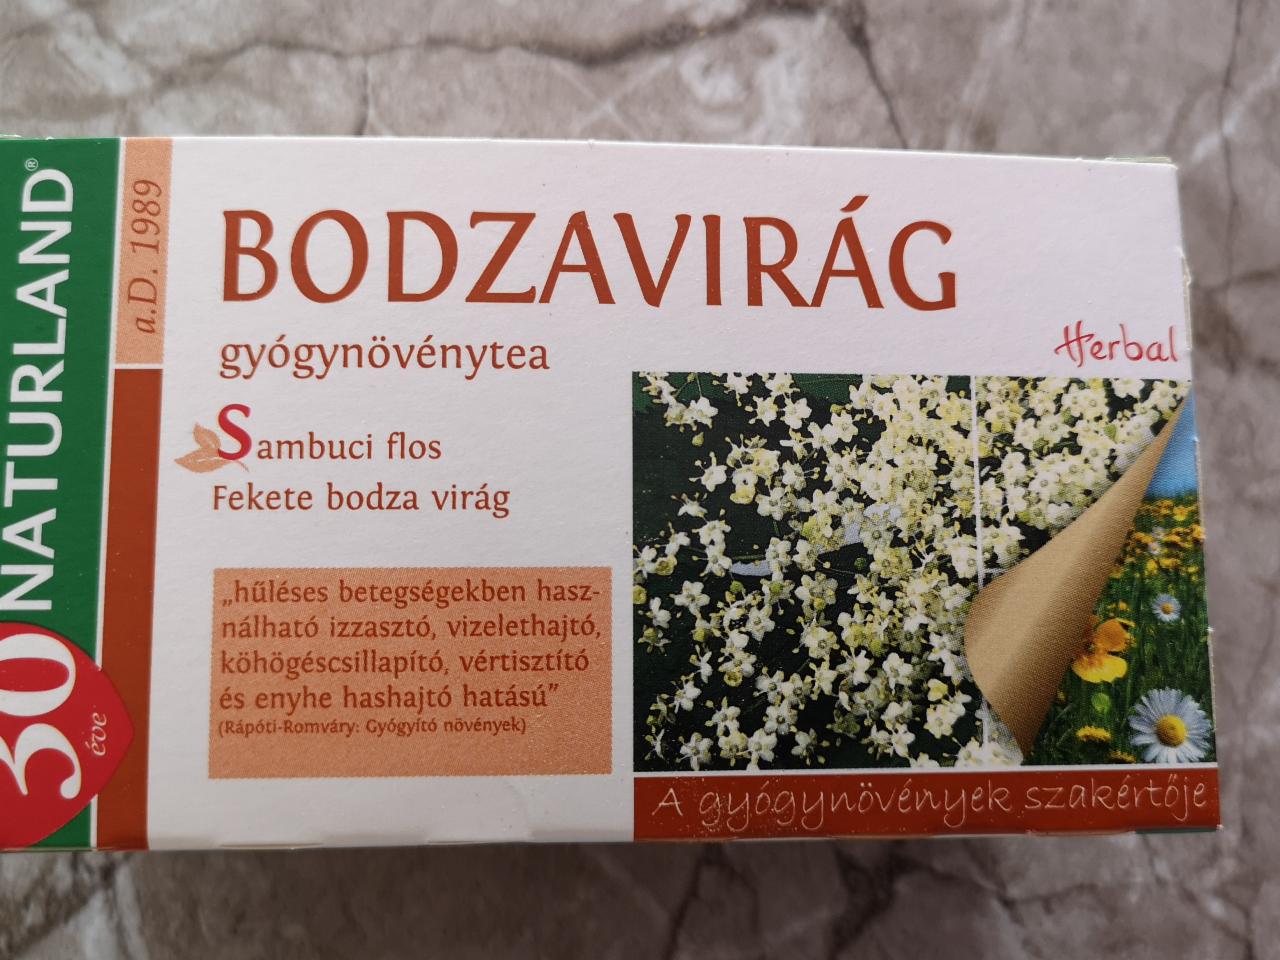 NATURLAND®
a.D. 1989
30
éve
BODZAVIRÁG
gyógynövénytea
Herbal
Sambuci flos
Fekete bodza virág
„hűléses betegségekben hasz-
nálható izzasztó, vizelethajtó,
köhögéscsillapító, vértisztító
és enyhe hashajtó hatású”
(Rápóti-Romváry: Gyógyító növények)
A gyógynövények szakértője